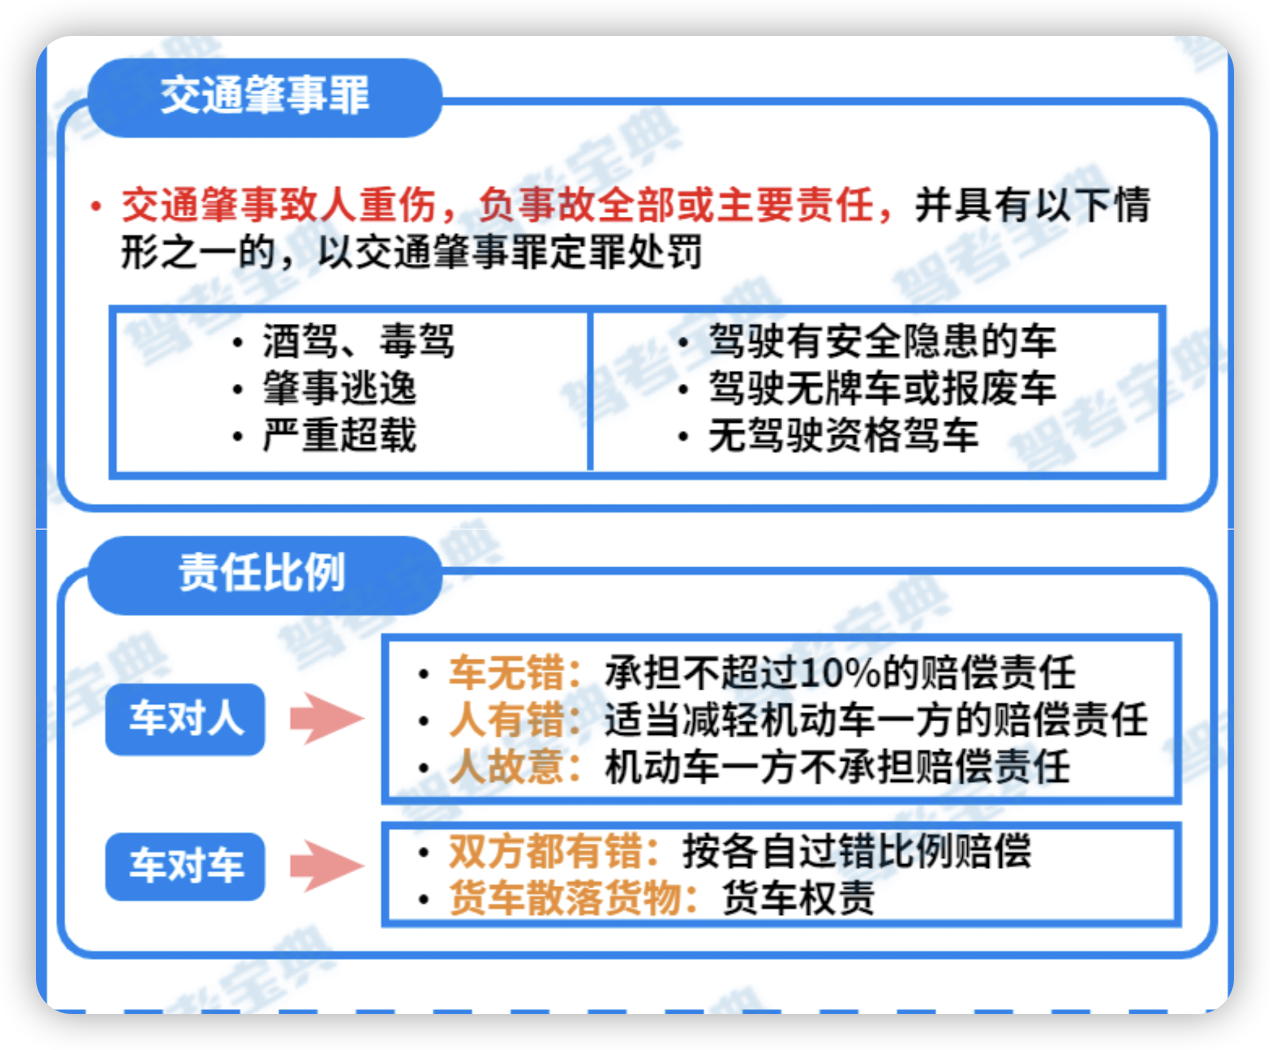 交通肇事罪
• 交通肇事致人重伤，负事故全部或主要责任，并具有以下情
形之一的，以交通肇事罪定罪处罚
• 酒驾、毒驾
• 肇事逃逸
• 严重超载
• 驾驶有安全隐患的车
• 驾驶无牌车或报废车
• 无驾驶资格驾车
责任比例
车对人
• 车无错：承担不超过10%的赔偿责任
• 人有错：适当减轻机动车一方的赔偿责任
• 人故意：机动车一方不承担赔偿责任
车对车
• 双方都有错：按各自过错比例赔偿
• 货车散落货物：货车权责
驾考宝典